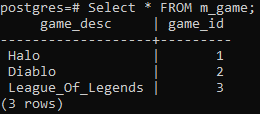 postgres=# Select * FROM m_game;
game_desc | game_id
-------------------+---------
Halo | 1
Diablo | 2
League_Of_Legends | 3
(3 rows)